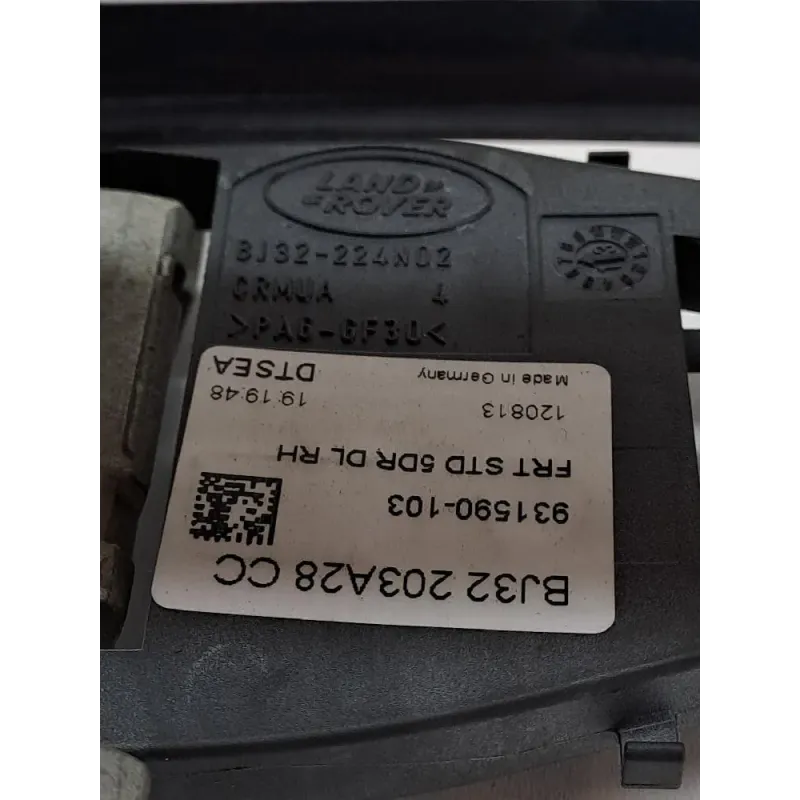 LAND
ROVER
BJ32-224N02
CRMUA 4
>PA6-GF30<
BJ32 203A28 CC
931590-103
FRT STD 5DR DL RH
120813 19:19:48
Made in Germany DTSEA